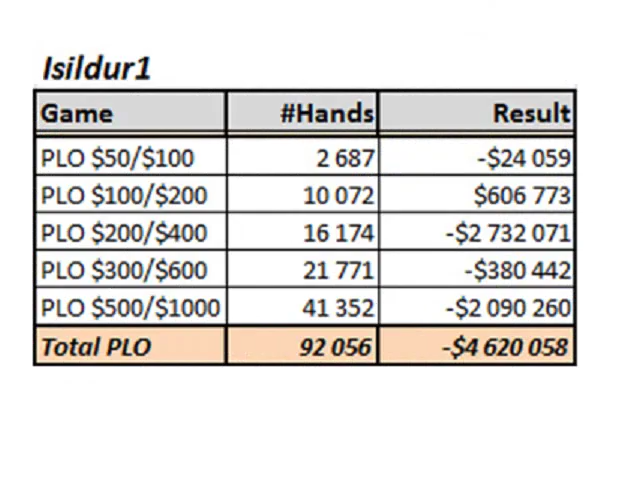 Isildur1
Game #Hands Result
PLO $50/$100 2 687 -$24 059
PLO $100/$200 10 072 $606 773
PLO $200/$400 16 174 -$2 732 071
PLO $300/$600 21 771 -$380 442
PLO $500/$1000 41 352 -$2 090 260
Total PLO 92 056 -$4 620 058